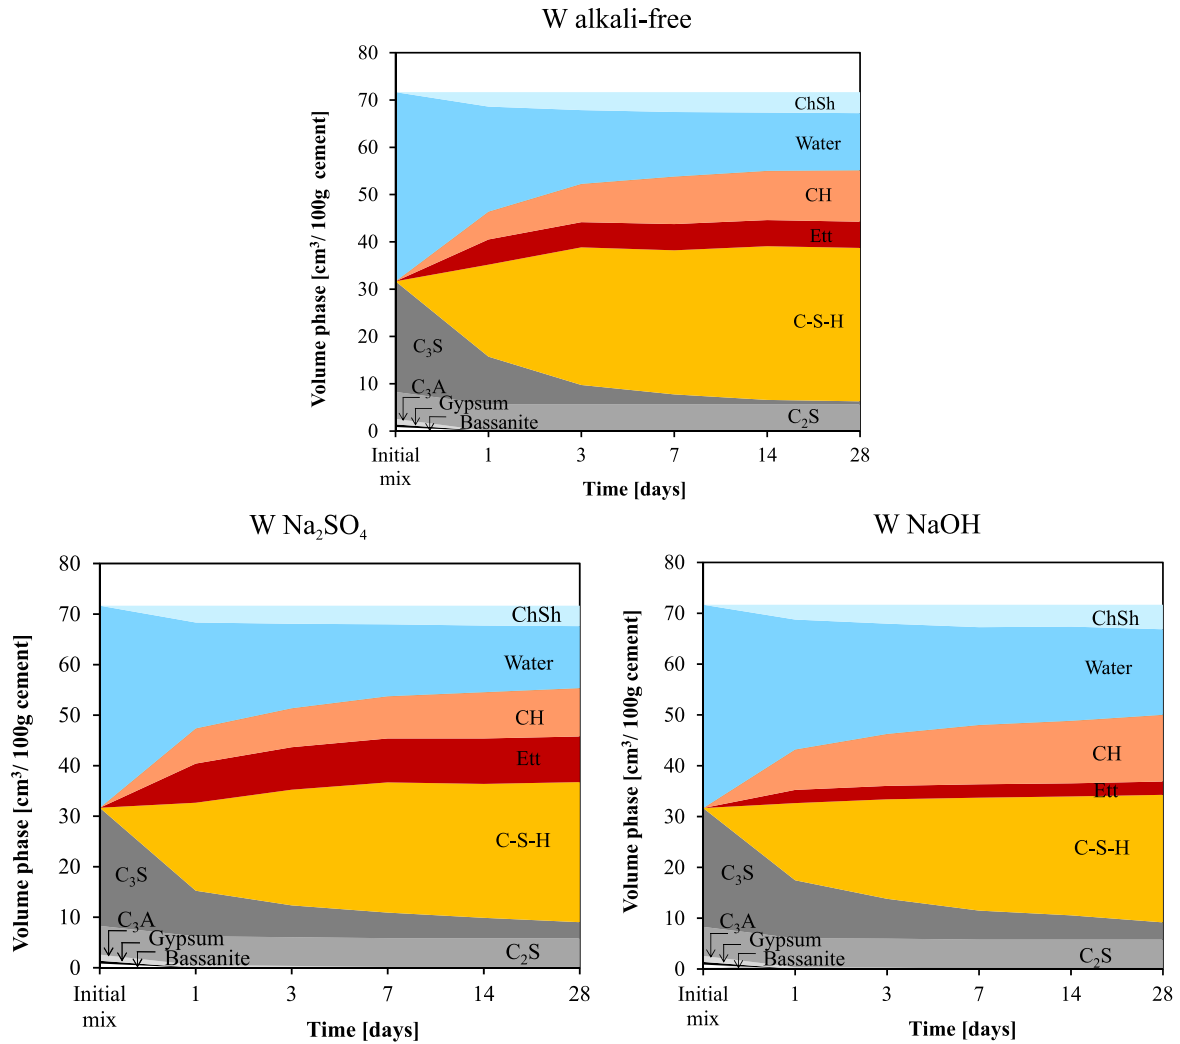 W alkali-free
80
70
60
50
40
30
20
10
0
Volume phase [cm³/ 100g cement]
ChSh
Water
CH
Ett
C-S-H
C₃S
C₃A
Gypsum
Bassanite
C₂S
Initial mix
1
3
7
14
28
Time [days]
W Na₂SO₄
80
70
60
50
40
30
20
10
0
Volume phase [cm³/ 100g cement]
ChSh
Water
CH
Ett
C-S-H
C₃S
C₃A
Gypsum
Bassanite
C₂S
Initial mix
1
3
7
14
28
Time [days]
W NaOH
80
70
60
50
40
30
20
10
0
Volume phase [cm³/ 100g cement]
ChSh
Water
CH
Ett
C-S-H
C₃S
C₃A
Gypsum
Bassanite
C₂S
Initial mix
1
3
7
14
28
Time [days]